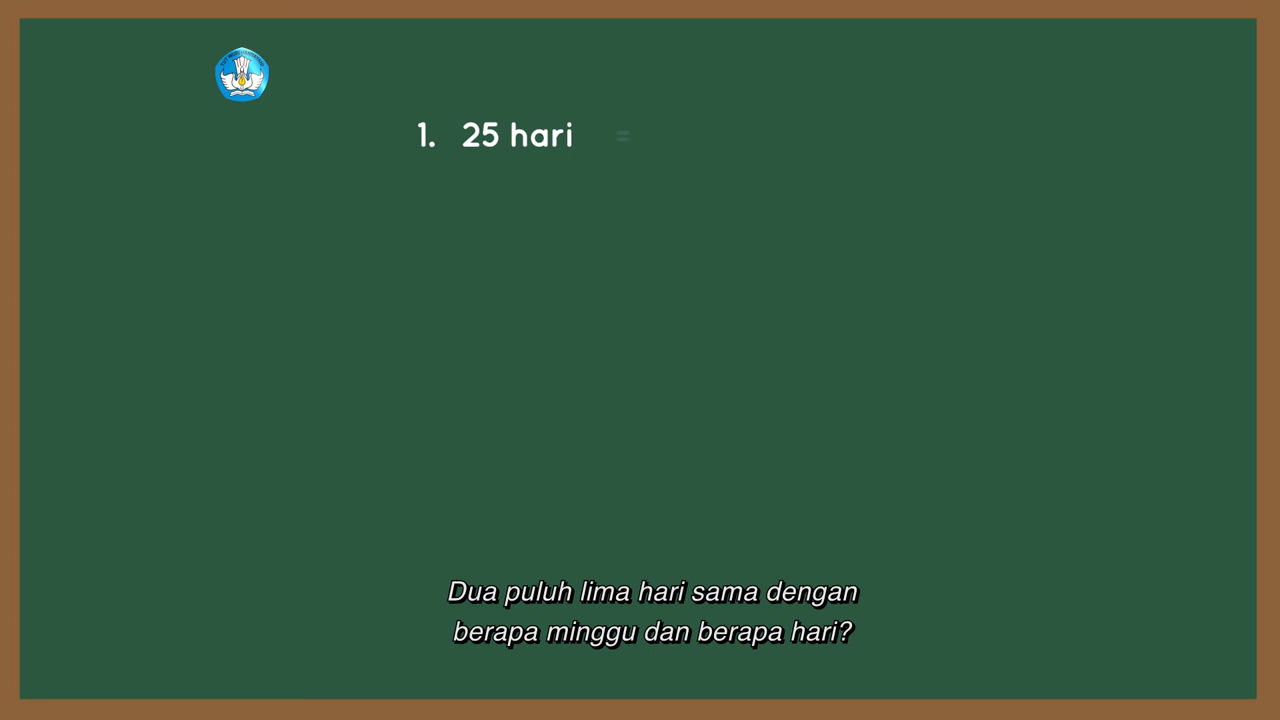 1. 25 hari =
Dua puluh lima hari sama dengan
berapa minggu dan berapa hari?